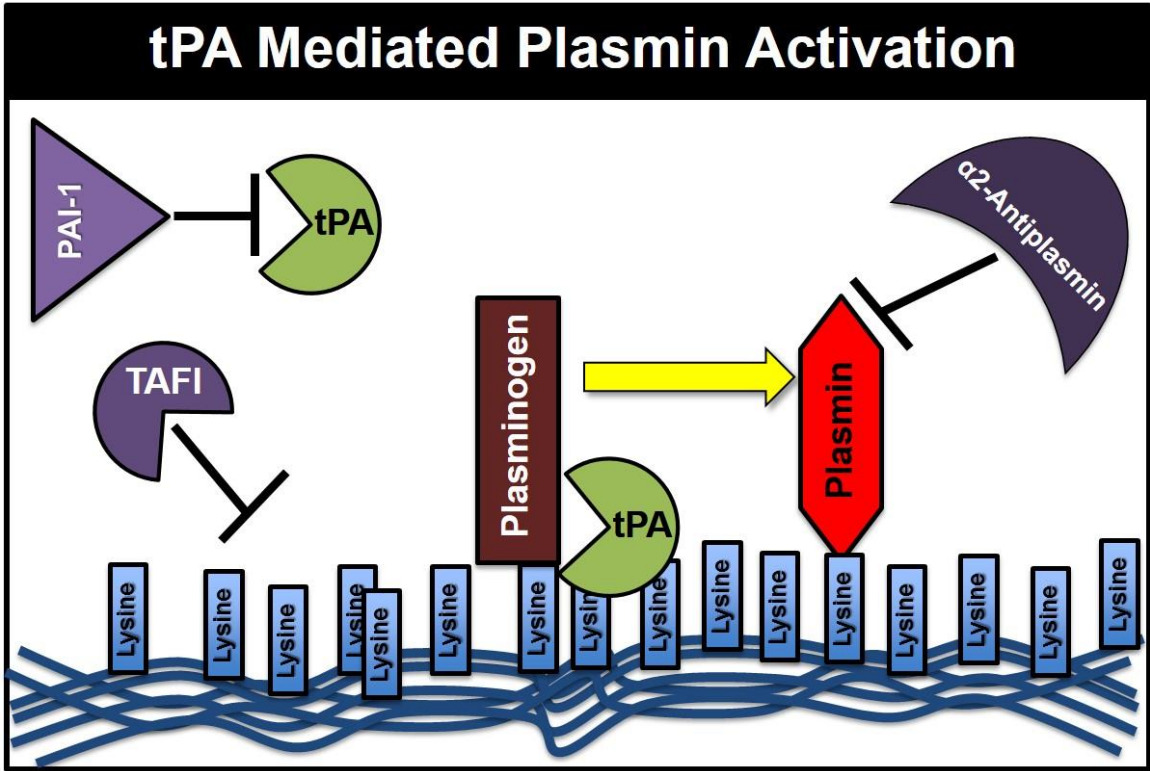 tPA Mediated Plasmin Activation
PAI-1
tPA
α2-Antiplasmin
TAFI
Plasminogen
Plasmin
tPA
Lysine
Lysine
Lysine
Lysine
Lysine
Lysine
Lysine
Lysin
Lysine
Lysine
Lysine
Lysine
Lysine
Lysine
Lysine
Lysine